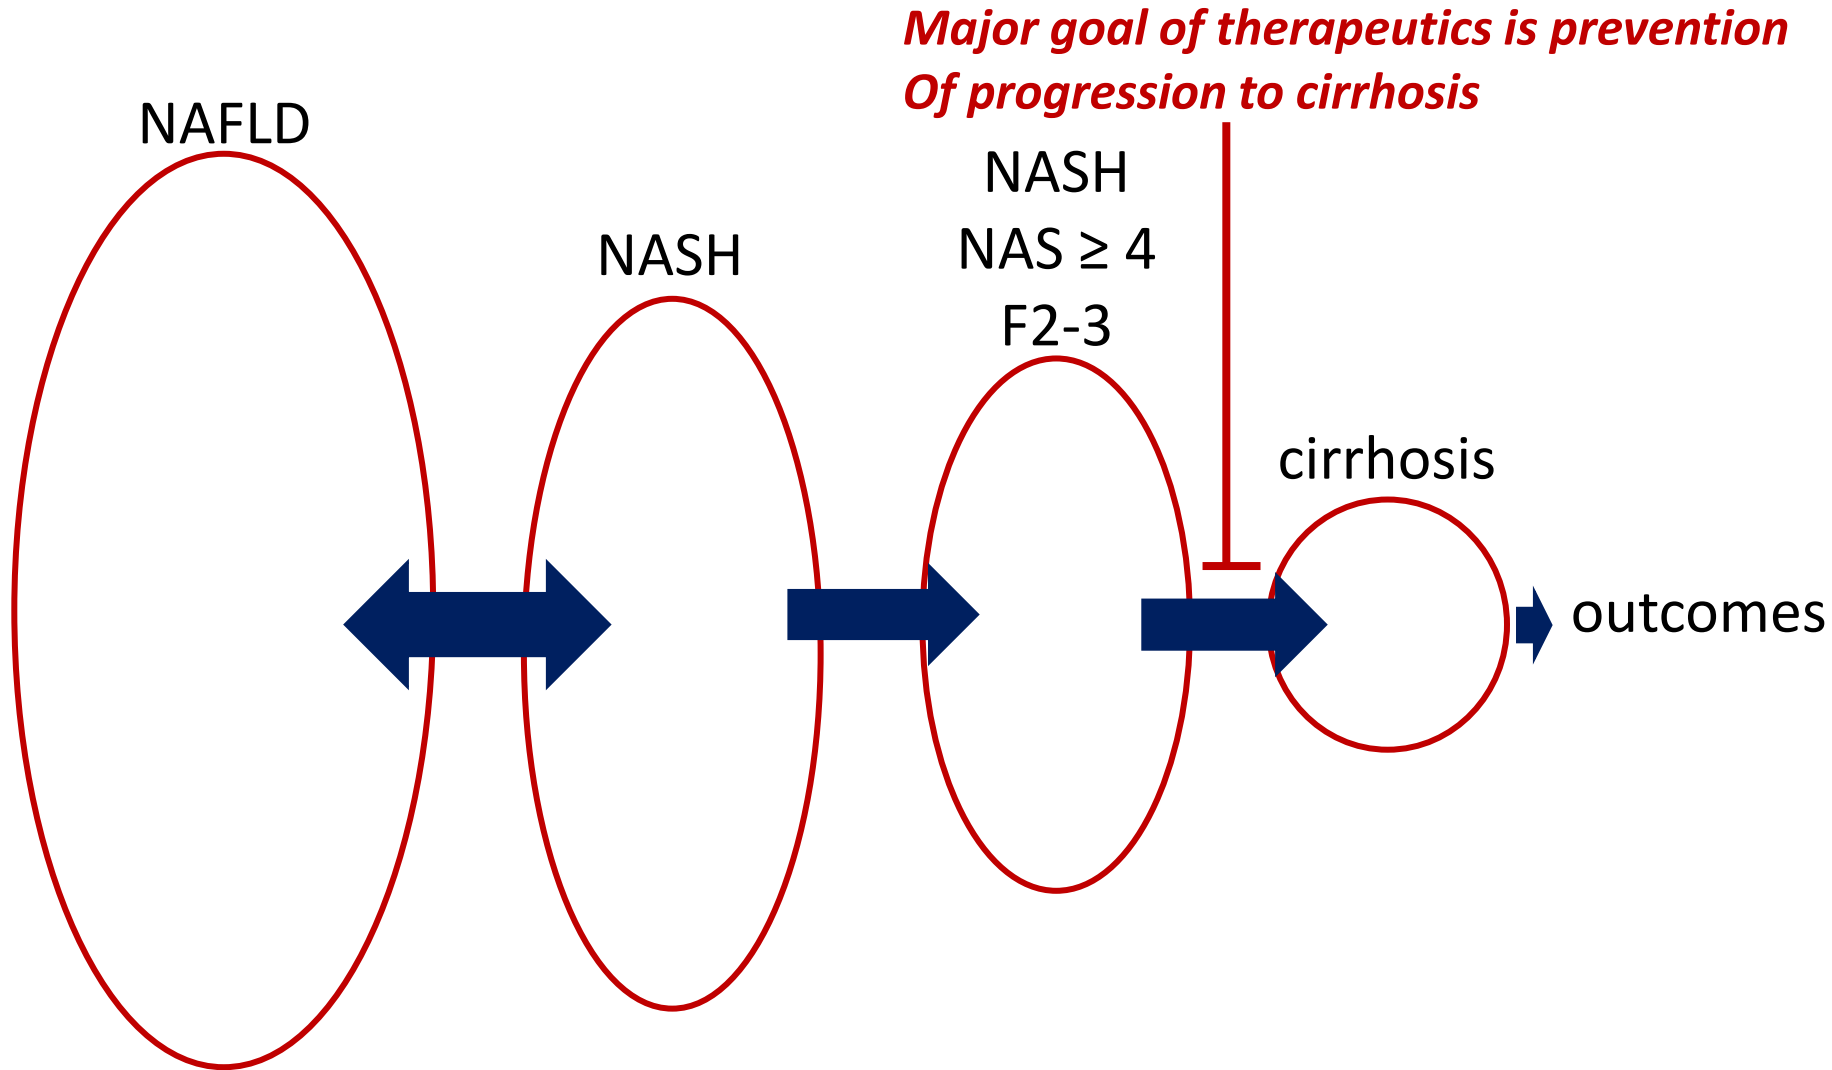 Major goal of therapeutics is prevention
Of progression to cirrhosis
NAFLD
NASH
NASH
NAS ≥ 4
F2-3
cirrhosis
outcomes